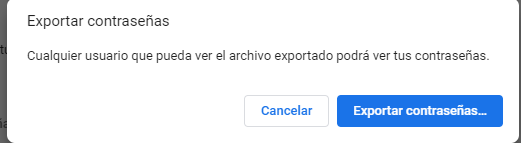 Exportar contraseñas
Cualquier usuario que pueda ver el archivo exportado podrá ver tus contraseñas.
Cancelar
Exportar contraseñas…